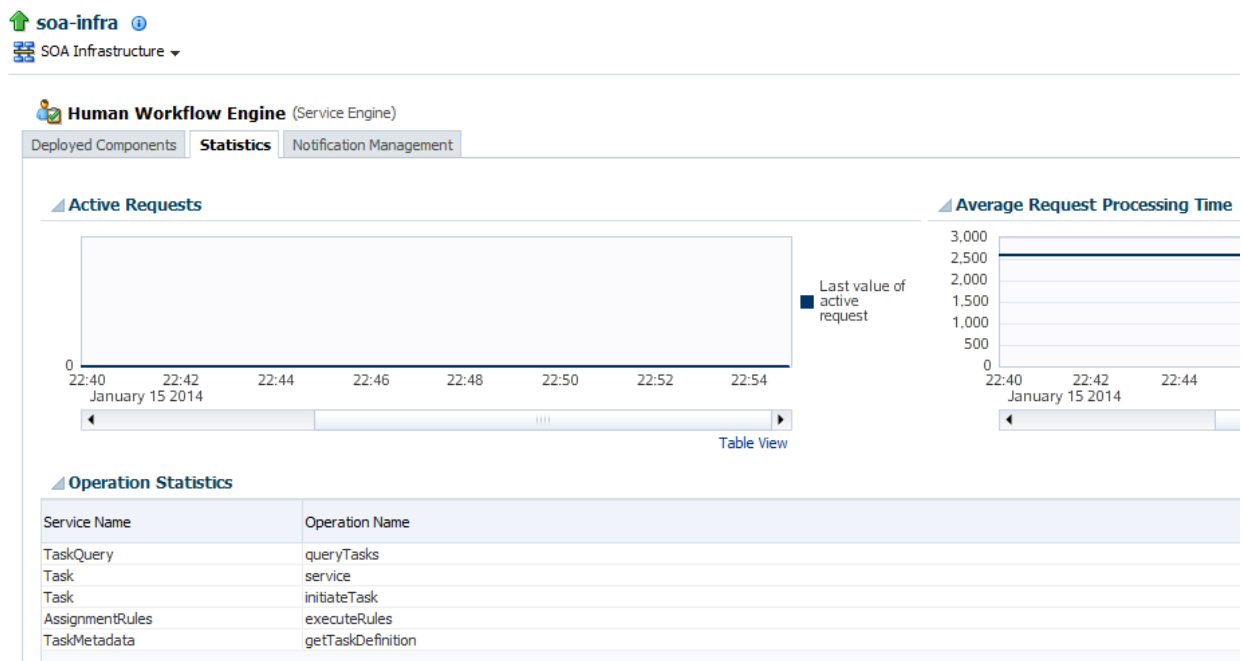 soa-infra
SOA Infrastructure
Human Workflow Engine (Service Engine)
Deployed Components Statistics Notification Management
Active Requests
0
22:40 22:42 22:44 22:46 22:48 22:50 22:52 22:54
January 15 2014
Last value of
active
request
Table View
Average Request Processing Time
3,000
2,500
2,000
1,500
1,000
500
0
22:40 22:42 22:44
January 15 2014
Operation Statistics
Service Name Operation Name
TaskQuery queryTasks
Task service
Task initiateTask
AssignmentRules executeRules
TaskMetadata getTaskDefinition